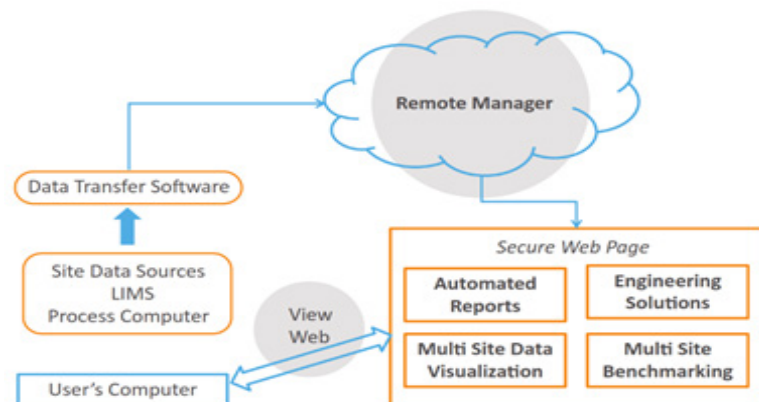 Remote Manager
Data Transfer Software
Site Data Sources
LIMS
Process Computer
View
Web
User's Computer
Secure Web Page
Automated
Reports
Engineering
Solutions
Multi Site Data
Visualization
Multi Site
Benchmarking